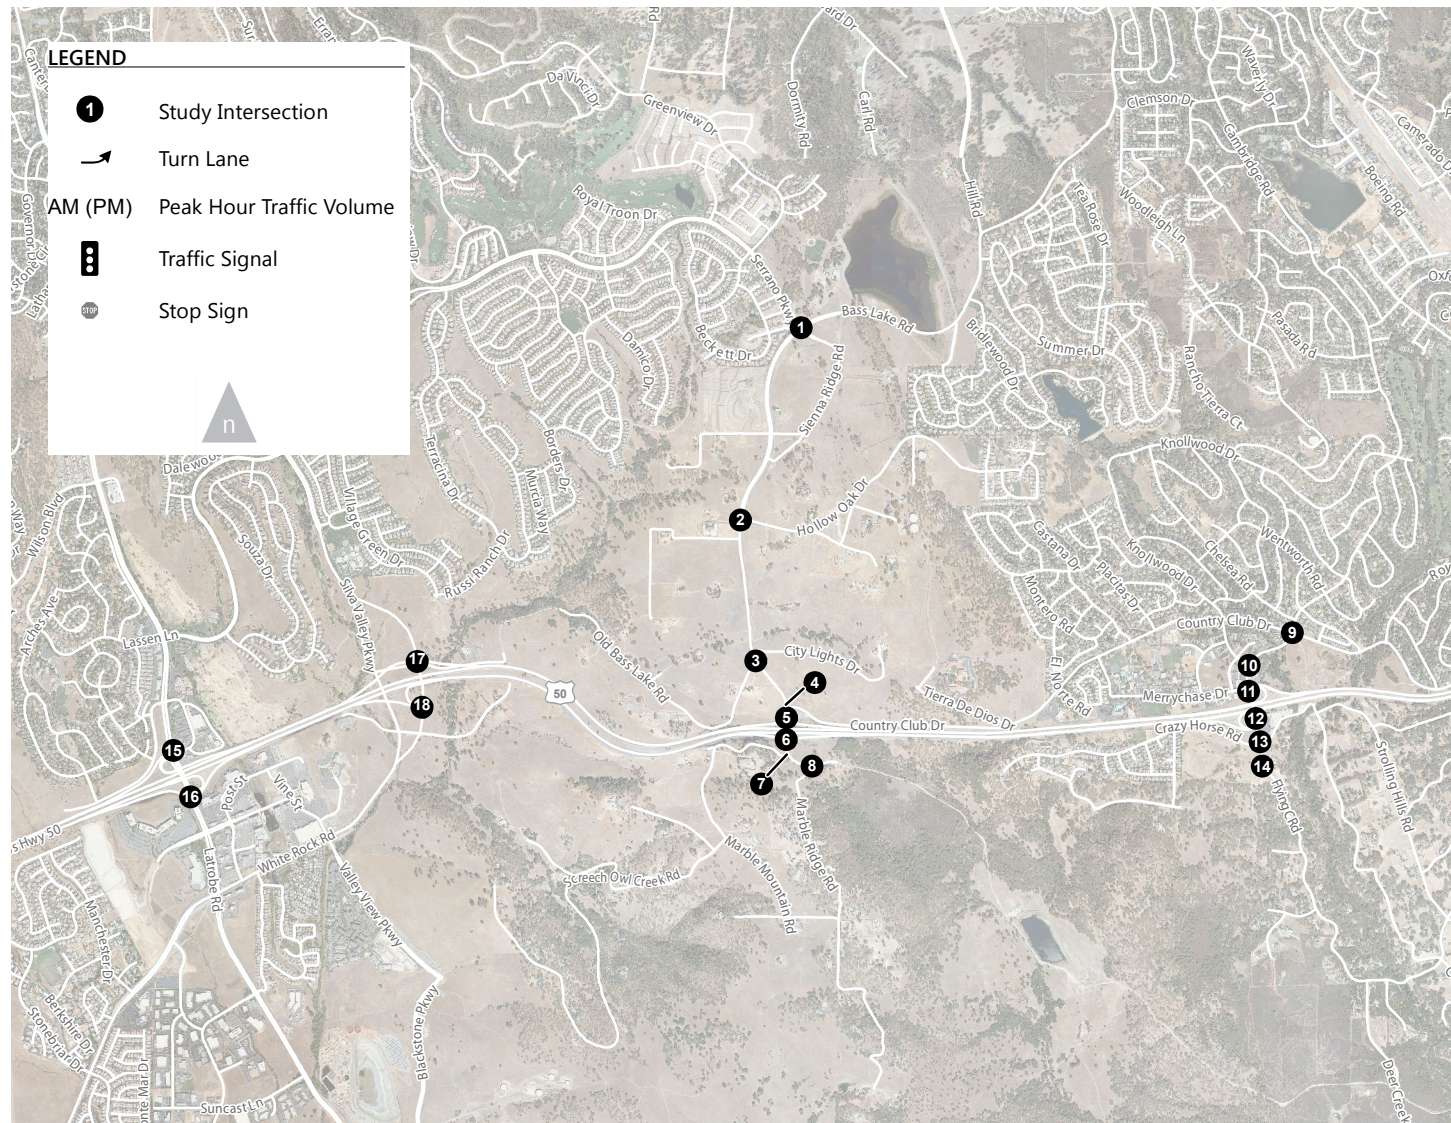 LEGEND
1
Study Intersection
Turn Lane
AM (PM)
Peak Hour Traffic Volume
Traffic Signal
STOP
Stop Sign
n
Da Vinci Dr
Greenview Dr
Dormity Rd
Carl Rd
Royal Troon Dr
Serrano Pkwy
Bass Lake Rd
Hill Rd
Beckett Dr
Damico Dr
Sienna Ridge Rd
Bridlewood Dr
Summer Dr
Tea Rose Dr
Clemson Dr
Waverly Dr
Cambridge Rd
Woodleigh Ln
Boeing Rd
Camerado Dr
Pasada Rd
Rancho Tierra Ct
Knollwood Dr
Wilson Blvd
Terracina Dr
Borders Dr
Murcia Way
Village Green Dr
Russi Ranch Dr
Souza Dr
Silva Valley Pkwy
Arches Ave
Lassen Ln
Hollow Oak Dr
Castana Dr
Knollwood Dr
Placitas Dr
Chelsea Rd
Wentworth Rd
Montero Rd
Country Club Dr
El Norte Rd
Merrychase Dr
City Lights Dr
Old Bass Lake Rd
Tierra De Dios Dr
Country Club Dr
Crazy Horse Rd
50
1
2
3
4
5
6
7
8
9
10
11
12
13
14
15
16
17
18
Post St
Vine St
White Rock Rd
Latrobe Rd
Valley View Pkwy
Blackstone Pkwy
Manchester Dr
Berkshire Dr
Stonebriar Dr
Suncast Ln
Screech Owl Creek Rd
Marble Mountain Rd
Marble Ridge Rd
Flying C Rd
Strolling Hills Rd
Deer Creek
s Hwy 50